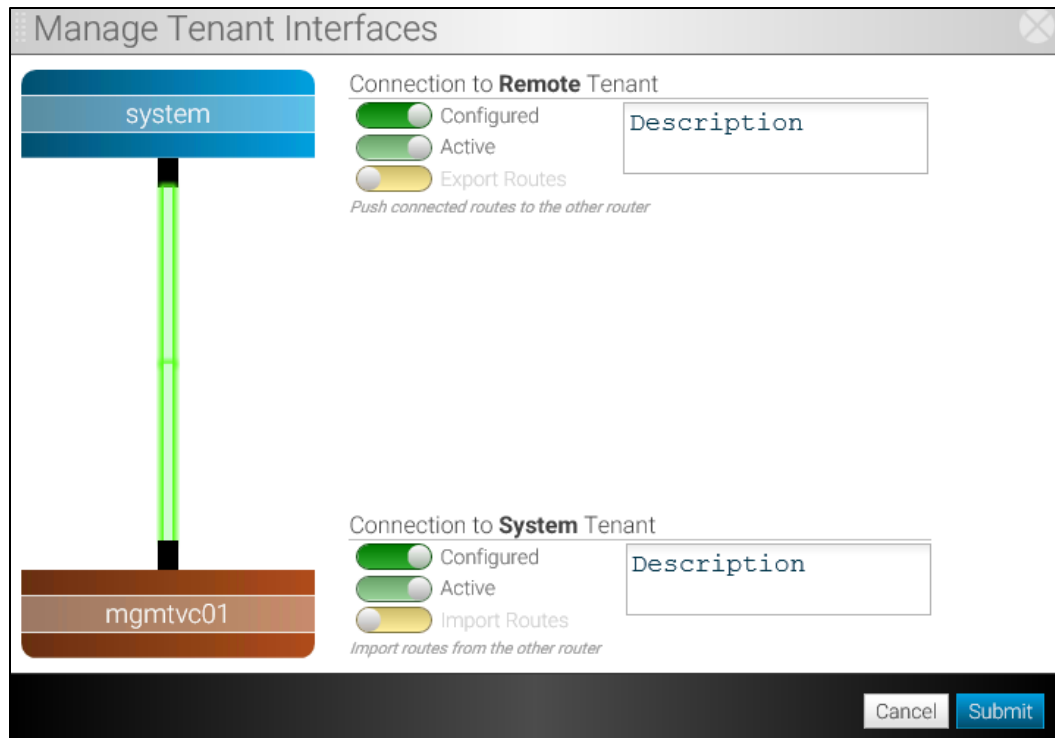 Manage Tenant Interfaces
system
Connection to Remote Tenant
Configured
Description
Active
Export Routes
Push connected routes to the other router
Connection to System Tenant
Configured
Description
Active
Import Routes
Import routes from the other router
mgmtvc01
Cancel Submit